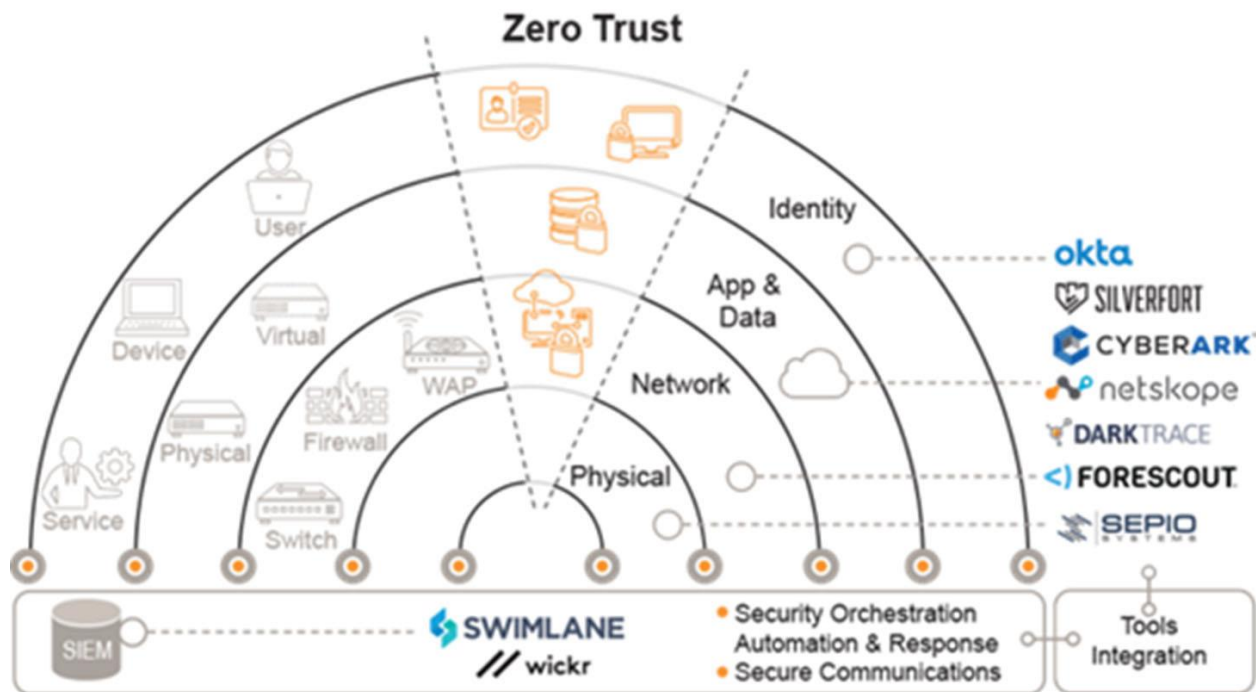 Zero Trust
User
Device
Virtual
WAP
Physical
Firewall
Service
Switch
Identity
App &
Data
Network
Physical
okta
SILVERFORT
CYBERARK
netskope
DARKTRACE
FORESCOUT
SEPIO
SYSTEMS
SIEM
SWIMLANE
wickr
Security Orchestration
Automation & Response
Secure Communications
Tools
Integration